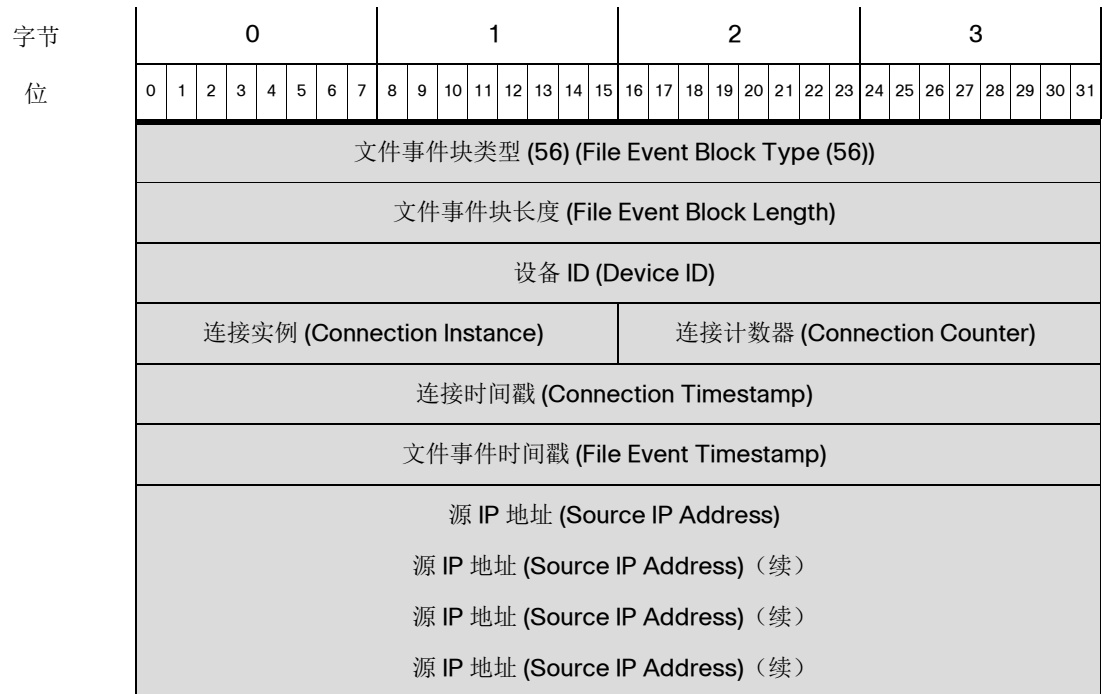 字节 0 1 2 3
位 0 1 2 3 4 5 6 7 8 9 10 11 12 13 14 15 16 17 18 19 20 21 22 23 24 25 26 27 28 29 30 31
文件事件块类型 (56) (File Event Block Type (56))
文件事件块长度 (File Event Block Length)
设备 ID (Device ID)
连接实例 (Connection Instance) 连接计数器 (Connection Counter)
连接时间戳 (Connection Timestamp)
文件事件时间戳 (File Event Timestamp)
源 IP 地址 (Source IP Address)
源 IP 地址 (Source IP Address)（续）
源 IP 地址 (Source IP Address)（续）
源 IP 地址 (Source IP Address)（续）